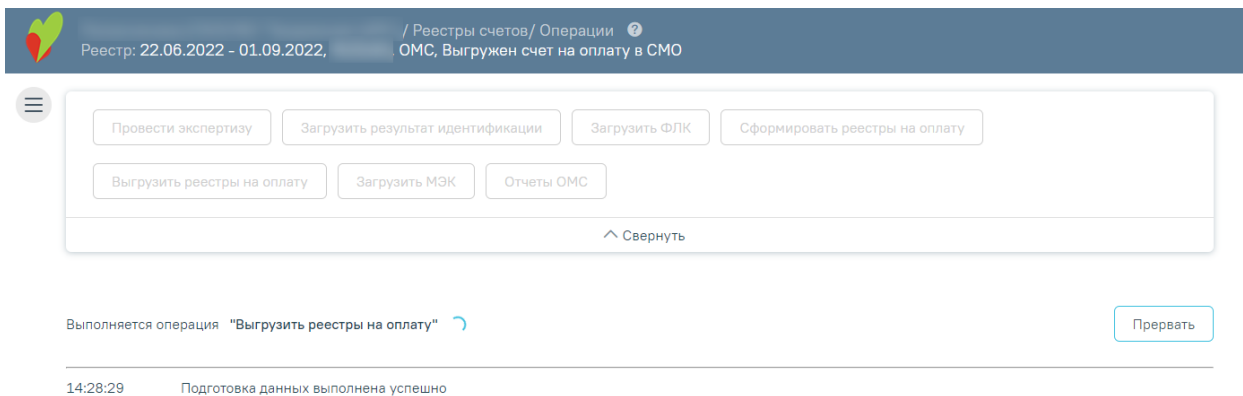 / Реестры счетов/ Операции ?
Реестр: 22.06.2022 - 01.09.2022, ОМС, Выгружен счет на оплату в СМО
Провести экспертизу Загрузить результат идентификации Загрузить ФЛК Сформировать реестры на оплату
Выгрузить реестры на оплату Загрузить МЭК Отчеты ОМС
Свернуть
Выполняется операция "Выгрузить реестры на оплату" Прервать
14:28:29 Подготовка данных выполнена успешно